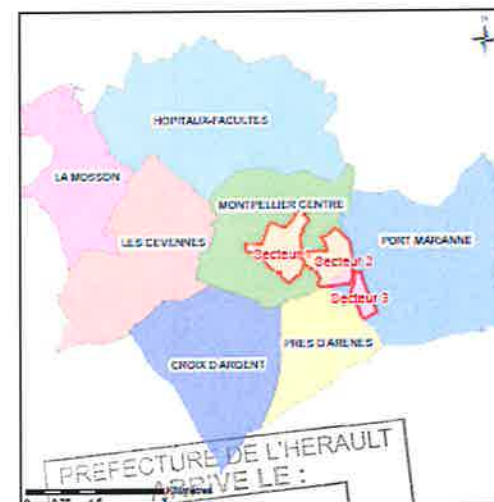 N
HOPITAUX-FACULTES
LA MOSSON
MONTPELLIER CENTRE
LES CEVENNES
PORT MARIANNE
Secteur
Secteur 2
Secteur 3
CROIX D'ARGENT
PRES D'ARENES
PREFECTURE DE L'HERAULT
ARRIVE LE :